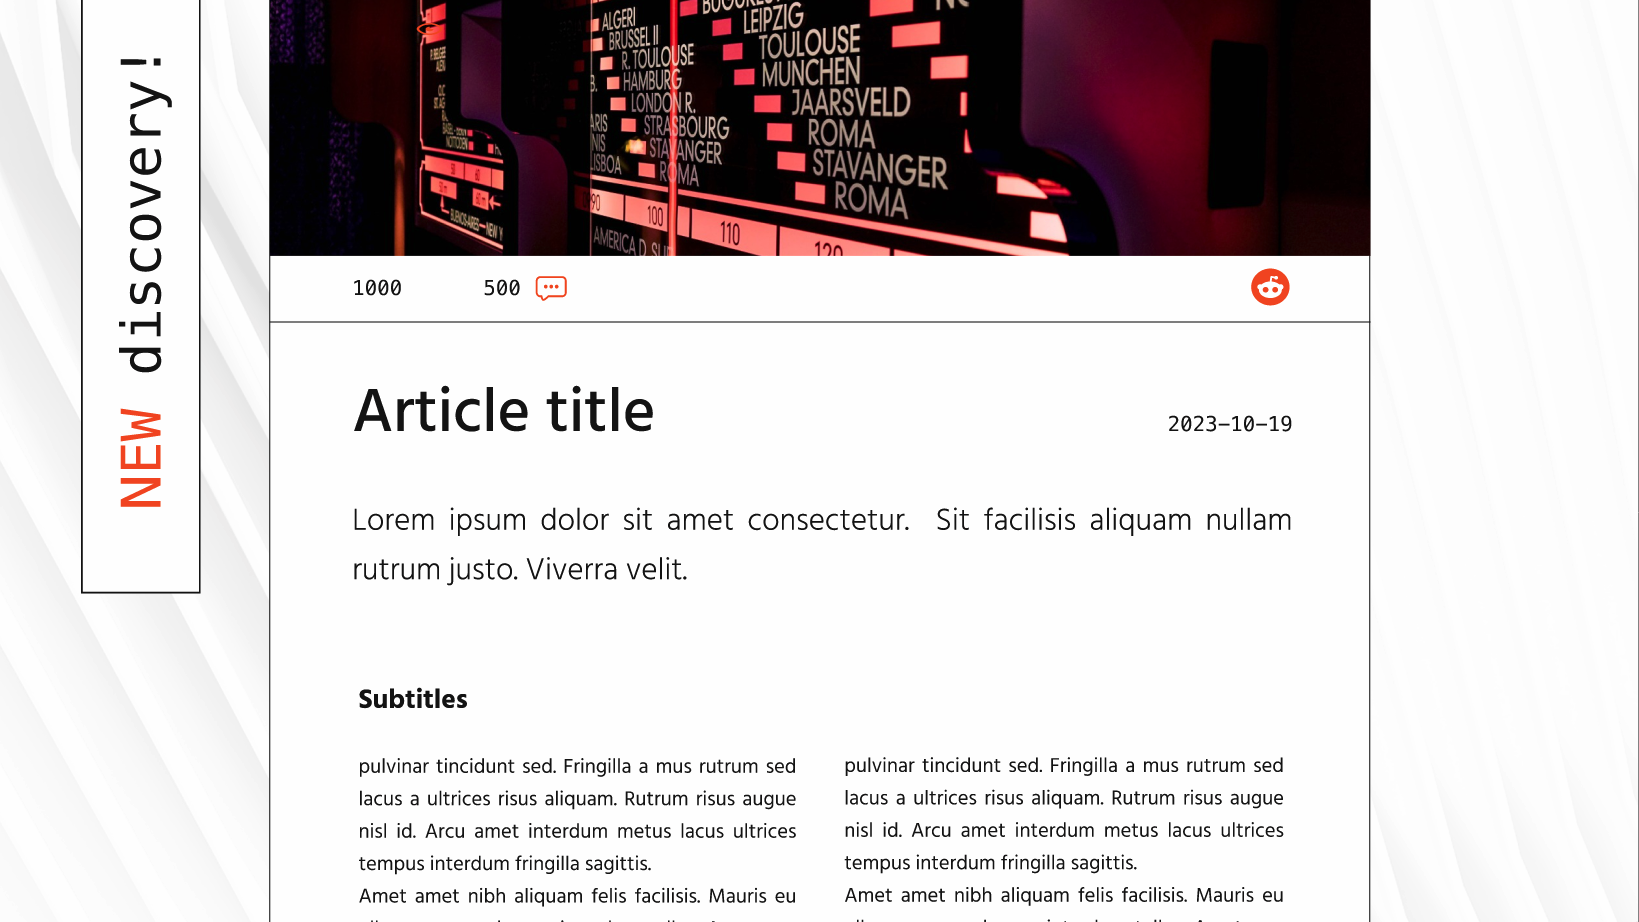 NEW discovery!
ALGERI
BRUSSEL II
R. TOULOUSE
HAMBURG
LONDON R.
STRASBOURG
STAVANGER
ROMA
LEIPZIG
TOULOUSE
MUNCHEN
JAARSVELD
ROMA
STAVANGER
ROMA
90 100 110 120
1000 500
Article title
2023-10-19
Lorem ipsum dolor sit amet consectetur. Sit facilisis aliquam nullam
rutrum justo. Viverra velit.
Subtitles
pulvinar tincidunt sed. Fringilla a mus rutrum sed
lacus a ultrices risus aliquam. Rutrum risus augue
nisl id. Arcu amet interdum metus lacus ultrices
tempus interdum fringilla sagittis.
Amet amet nibh aliquam felis facilisis. Mauris eu
pulvinar tincidunt sed. Fringilla a mus rutrum sed
lacus a ultrices risus aliquam. Rutrum risus augue
nisl id. Arcu amet interdum metus lacus ultrices
tempus interdum fringilla sagittis.
Amet amet nibh aliquam felis facilisis. Mauris eu